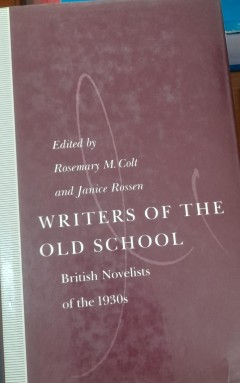 Edited by
Rosemary M. Colt
and Janice Rossen
WRITERS OF THE
OLD SCHOOL
British Novelists
of the 1930s